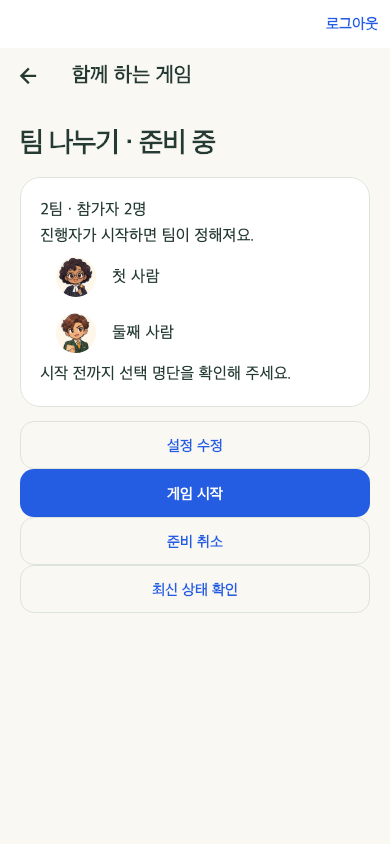 로그아웃
함께 하는 게임
팀 나누기 · 준비 중
2팀 · 참가자 2명
진행자가 시작하면 팀이 정해져요.
첫 사람
둘째 사람
시작 전까지 선택 명단을 확인해 주세요.
설정 수정
게임 시작
준비 취소
최신 상태 확인